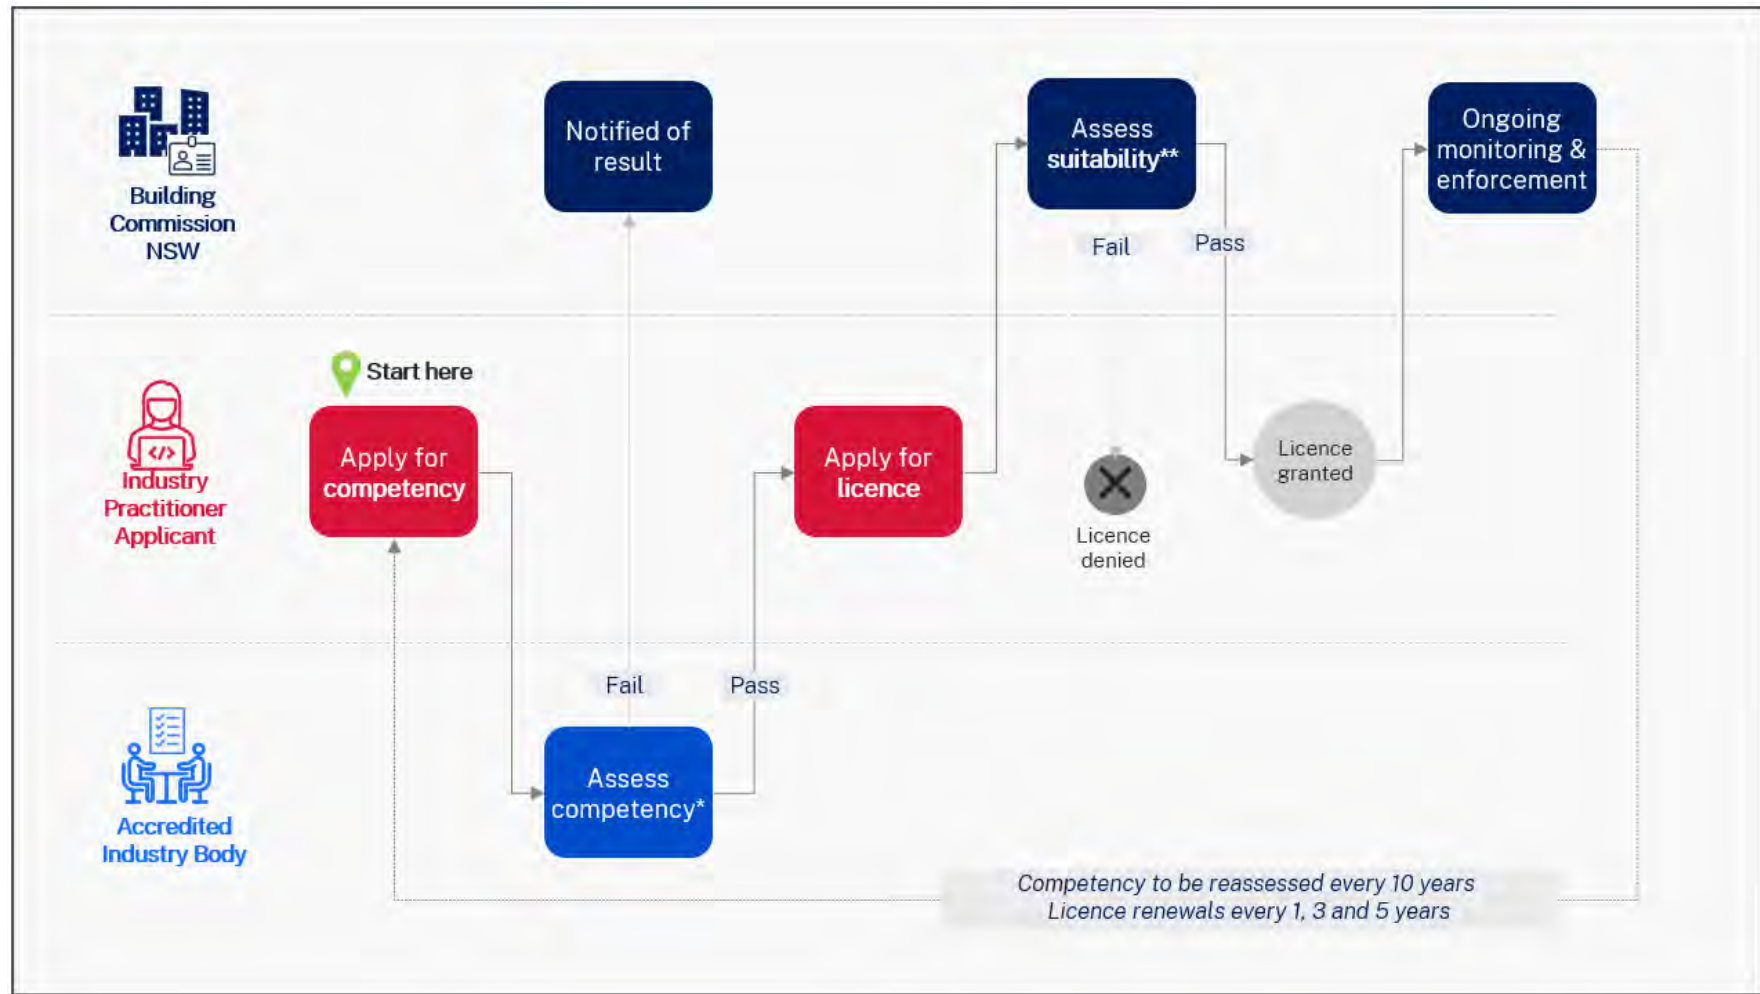 Building
Commission
NSW
Notified of
result
Assess
suitability**
Ongoing
monitoring &
enforcement
Fail
Pass
Industry
Practitioner
Applicant
Start here
Apply for
competency
Apply for
licence
Licence
denied
Licence
granted
Accredited
Industry Body
Fail
Pass
Assess
competency*
Competency to be reassessed every 10 years
Licence renewals every 1, 3 and 5 years